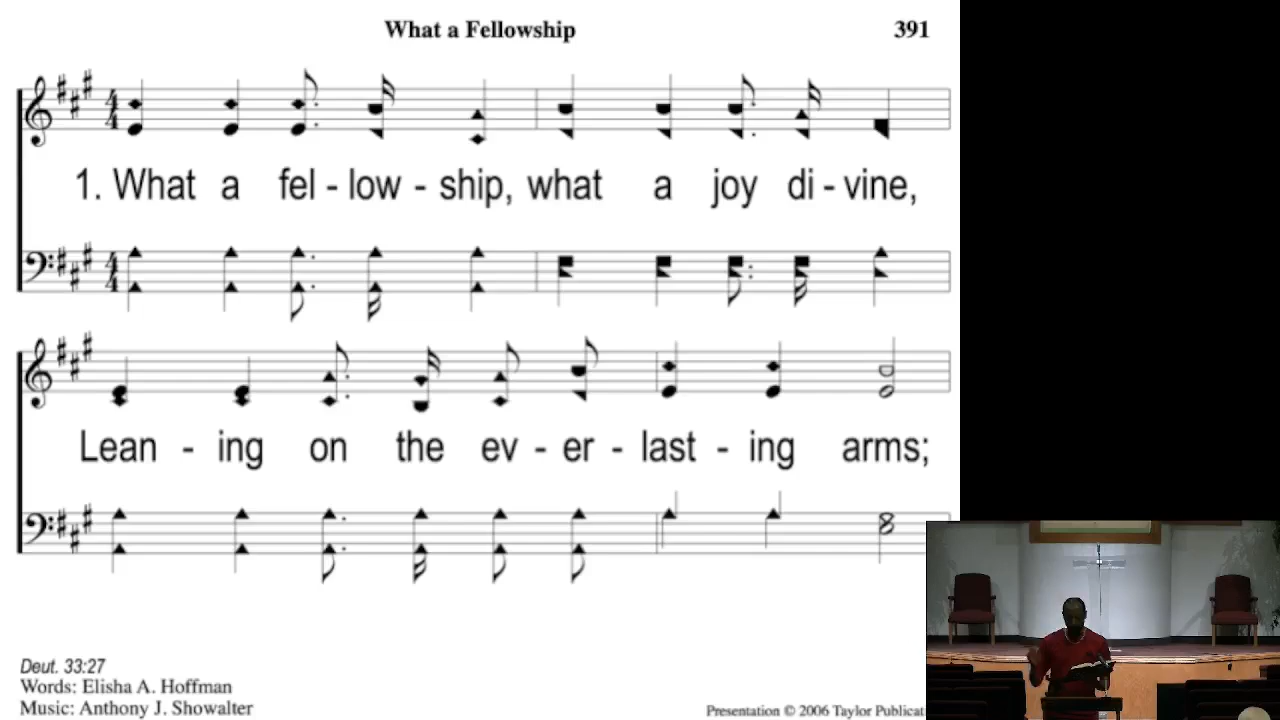 What a Fellowship 391
1. What a fel - low - ship, what a joy di - vine,
Lean - ing on the ev - er - last - ing arms;
Deut. 33:27
Words: Elisha A. Hoffman
Music: Anthony J. Showalter
Presentation © 2006 Taylor